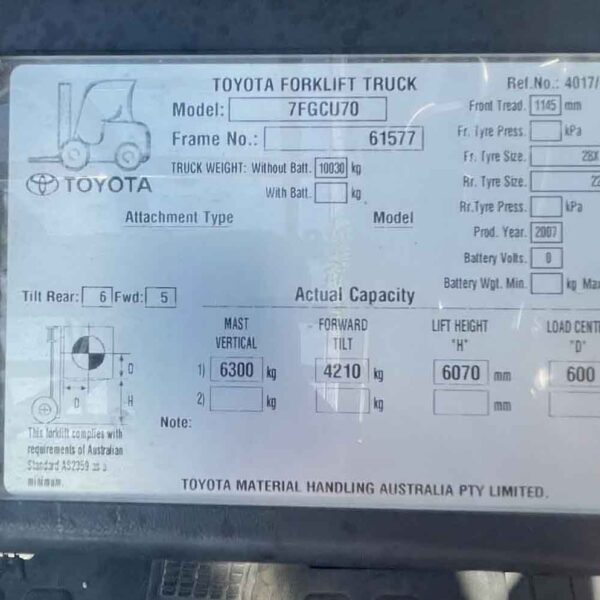 TOYOTA FORKLIFT TRUCK
Ref.No.: 4017/
Model: 7FGCU70
Front Tread. 1145 mm
Frame No.: 61577
Fr. Tyre Press. kPa
TRUCK WEIGHT: Without Batt. 10030 kg
Fr. Tyre Size. 28X
With Batt. kg
Rr. Tyre Size. 22
TOYOTA
Rr.Tyre Press. kPa
Attachment Type Model
Prod. Year. 2007
Battery Volts. 0
Battery Wgt. Min. kg Max
Tilt Rear: 6 Fwd: 5
Actual Capacity
MAST VERTICAL
FORWARD TILT
LIFT HEIGHT "H"
LOAD CENT "D"
1) 6300 kg 4210 kg 6070 mm 600
2) kg kg mm
D
D H
Note:
This forklift complies with
requirements of Australian
Standard AS2359 as a
minimum.
TOYOTA MATERIAL HANDLING AUSTRALIA PTY LIMITED.